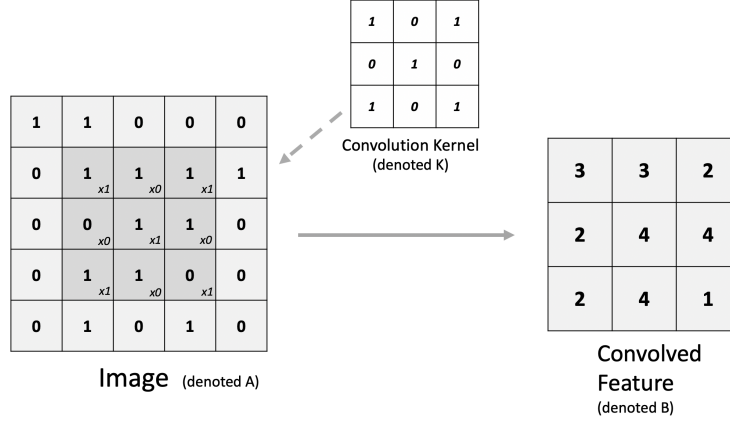 1 0 1
0 1 0
1 0 1
Convolution Kernel
(denoted K)
1 1 0 0 0
0 1 x1 1 x0 1 x1 1
0 0 x0 1 x1 1 x0 0
0 1 x1 1 x0 0 x1 0
0 1 0 1 0
Image (denoted A)
3 3 2
2 4 4
2 4 1
Convolved
Feature
(denoted B)